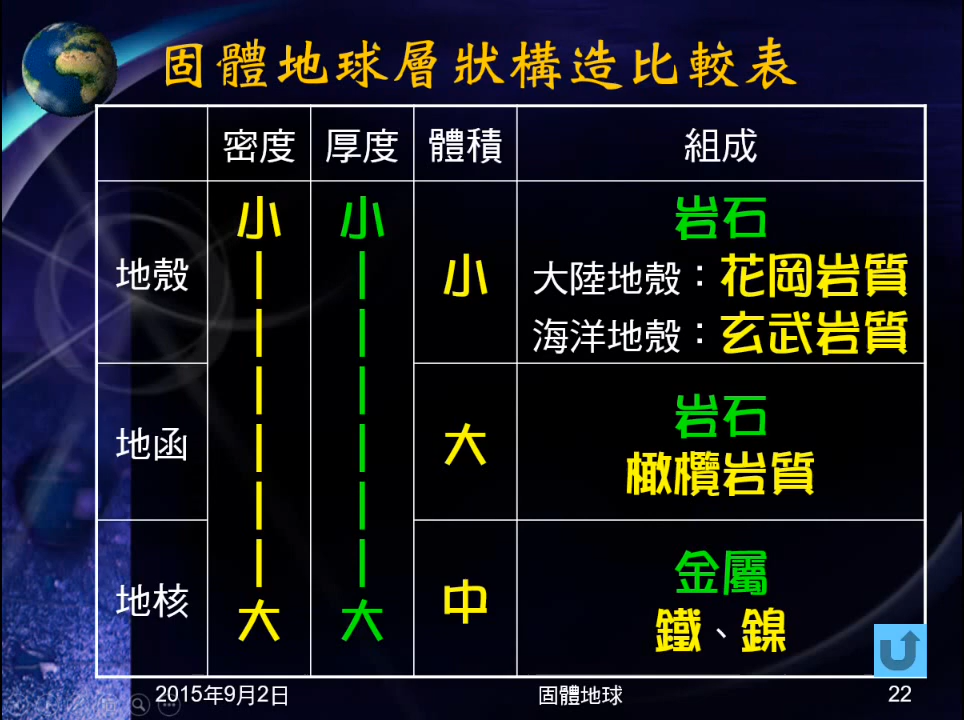 固體地球層狀構造比較表
密度 厚度 體積 組成
地殼 小 小 小 岩石
大陸地殼：花岡岩質
海洋地殼：玄武岩質
地函 大 岩石
橄欖岩質
地核 大 大 中 金屬
鐵、鎳
2015年9月2日 固體地球 22